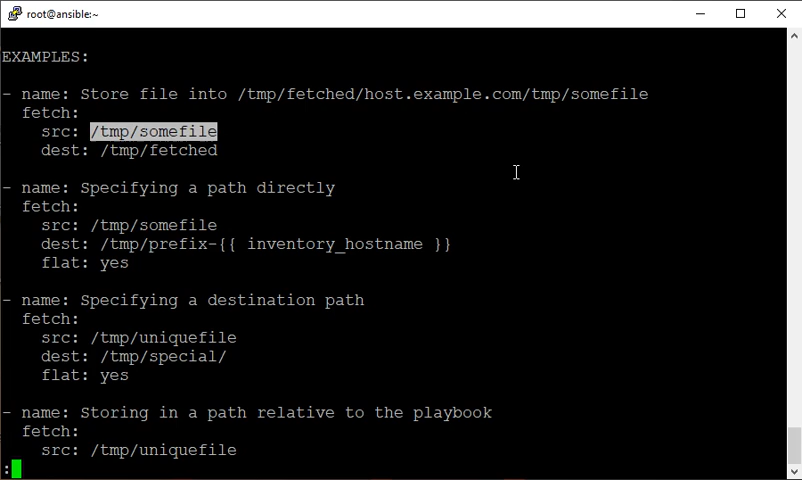 root@ansible:~
EXAMPLES:
- name: Store file into /tmp/fetched/host.example.com/tmp/somefile
  fetch:
    src: /tmp/somefile
    dest: /tmp/fetched
- name: Specifying a path directly
  fetch:
    src: /tmp/somefile
    dest: /tmp/prefix-{{ inventory_hostname }}
    flat: yes
- name: Specifying a destination path
  fetch:
    src: /tmp/uniquefile
    dest: /tmp/special/
    flat: yes
- name: Storing in a path relative to the playbook
  fetch:
    src: /tmp/uniquefile
: